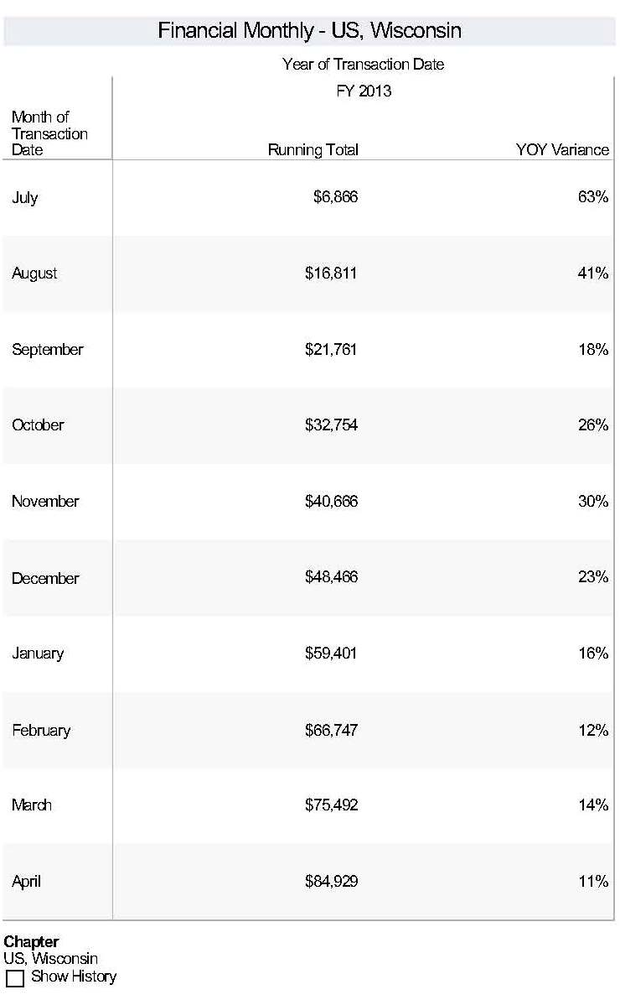 Financial Monthly - US, Wisconsin
Year of Transaction Date
FY 2013
Month of
Transaction
Date Running Total YOY Variance
July $6,866 63%
August $16,811 41%
September $21,761 18%
October $32,754 26%
November $40,666 30%
December $48,466 23%
January $59,401 16%
February $66,747 12%
March $75,492 14%
April $84,929 11%
Chapter
US, Wisconsin
Show History